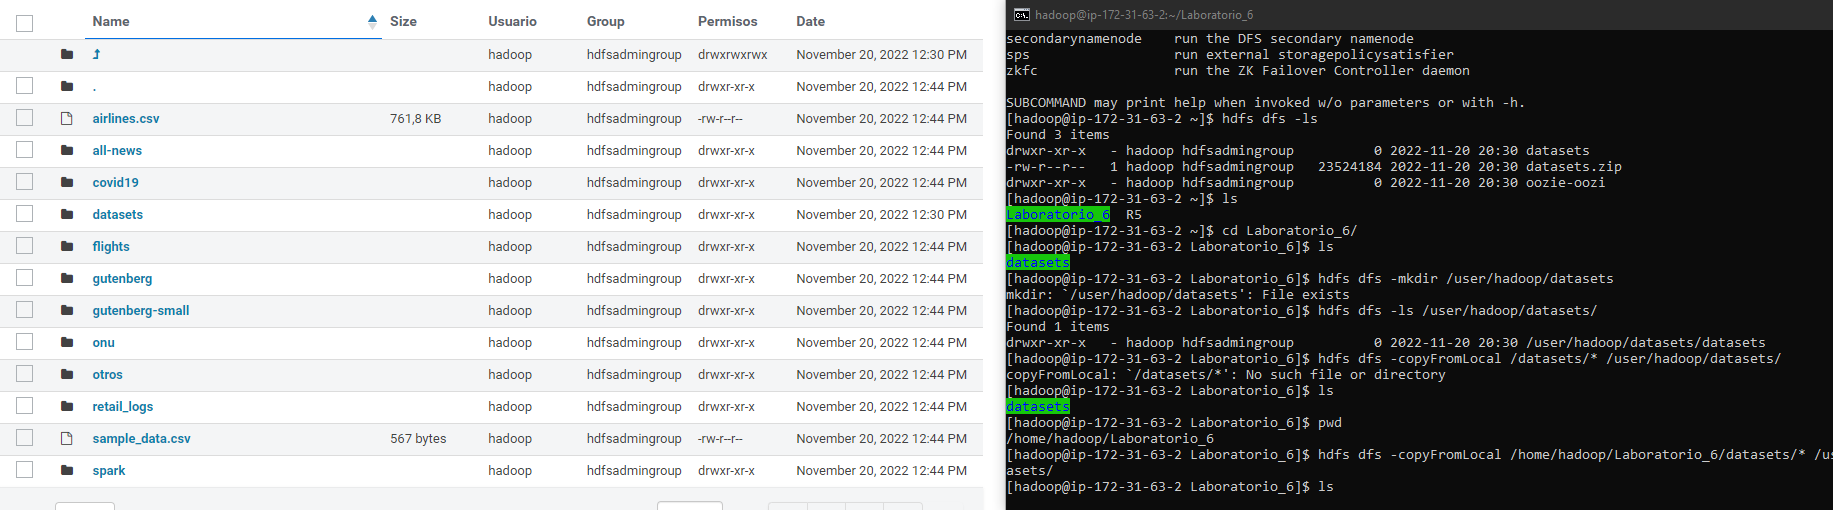 Name Size Usuario Group Permisos Date
hadoop hdfsadmingroup drwxrwxrwx November 20, 2022 12:30 PM
. hadoop hdfsadmingroup drwxr-xr-x November 20, 2022 12:44 PM
airlines.csv 761,8 KB hadoop hdfsadmingroup -rw-r--r-- November 20, 2022 12:44 PM
all-news hadoop hdfsadmingroup drwxr-xr-x November 20, 2022 12:44 PM
covid19 hadoop hdfsadmingroup drwxr-xr-x November 20, 2022 12:44 PM
datasets hadoop hdfsadmingroup drwxr-xr-x November 20, 2022 12:30 PM
flights hadoop hdfsadmingroup drwxr-xr-x November 20, 2022 12:44 PM
gutenberg hadoop hdfsadmingroup drwxr-xr-x November 20, 2022 12:44 PM
gutenberg-small hadoop hdfsadmingroup drwxr-xr-x November 20, 2022 12:44 PM
onu hadoop hdfsadmingroup drwxr-xr-x November 20, 2022 12:44 PM
otros hadoop hdfsadmingroup drwxr-xr-x November 20, 2022 12:44 PM
retail_logs hadoop hdfsadmingroup drwxr-xr-x November 20, 2022 12:44 PM
sample_data.csv 567 bytes hadoop hdfsadmingroup -rw-r--r-- November 20, 2022 12:44 PM
spark hadoop hdfsadmingroup drwxr-xr-x November 20, 2022 12:44 PM
hadoop@ip-172-31-63-2:~/Laboratorio_6
secondarynamenode run the DFS secondary namenode
sps run external storagepolicysatisfier
zkfc run the ZK Failover Controller daemon
SUBCOMMAND may print help when invoked w/o parameters or with -h.
[hadoop@ip-172-31-63-2 ~]$ hdfs dfs -ls
Found 3 items
drwxr-xr-x - hadoop hdfsadmingroup 0 2022-11-20 20:30 datasets
-rw-r--r-- 1 hadoop hdfsadmingroup 23524184 2022-11-20 20:30 datasets.zip
drwxr-xr-x - hadoop hdfsadmingroup 0 2022-11-20 20:30 oozie-oozi
[hadoop@ip-172-31-63-2 ~]$ ls
Laboratorio_6 R5
[hadoop@ip-172-31-63-2 ~]$ cd Laboratorio_6/
[hadoop@ip-172-31-63-2 Laboratorio_6]$ ls
datasets
[hadoop@ip-172-31-63-2 Laboratorio_6]$ hdfs dfs -mkdir /user/hadoop/datasets
mkdir: `/user/hadoop/datasets': File exists
[hadoop@ip-172-31-63-2 Laboratorio_6]$ hdfs dfs -ls /user/hadoop/datasets/
Found 1 items
drwxr-xr-x - hadoop hdfsadmingroup 0 2022-11-20 20:30 /user/hadoop/datasets/datasets
[hadoop@ip-172-31-63-2 Laboratorio_6]$ hdfs dfs -copyFromLocal /datasets/* /user/hadoop/datasets/
copyFromLocal: `/datasets/*': No such file or directory
[hadoop@ip-172-31-63-2 Laboratorio_6]$ ls
datasets
[hadoop@ip-172-31-63-2 Laboratorio_6]$ pwd
/home/hadoop/Laboratorio_6
[hadoop@ip-172-31-63-2 Laboratorio_6]$ hdfs dfs -copyFromLocal /home/hadoop/Laboratorio_6/datasets/* /us
asets/
[hadoop@ip-172-31-63-2 Laboratorio_6]$ ls